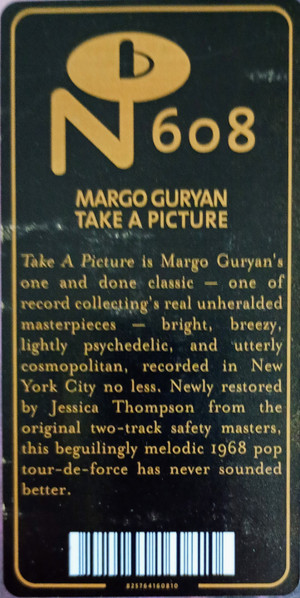 N 608
MARGO GURYAN
TAKE A PICTURE
Take A Picture is Margo Guryan's
one and done classic — one of
record collecting's real unheralded
masterpieces — bright, breezy,
lightly psychedelic, and utterly
cosmopolitan, recorded in New
York City no less. Newly restored
by Jessica Thompson from the
original two-track safety masters,
this beguilingly melodic 1968 pop
tour-de-force has never sounded
better.
825764160810